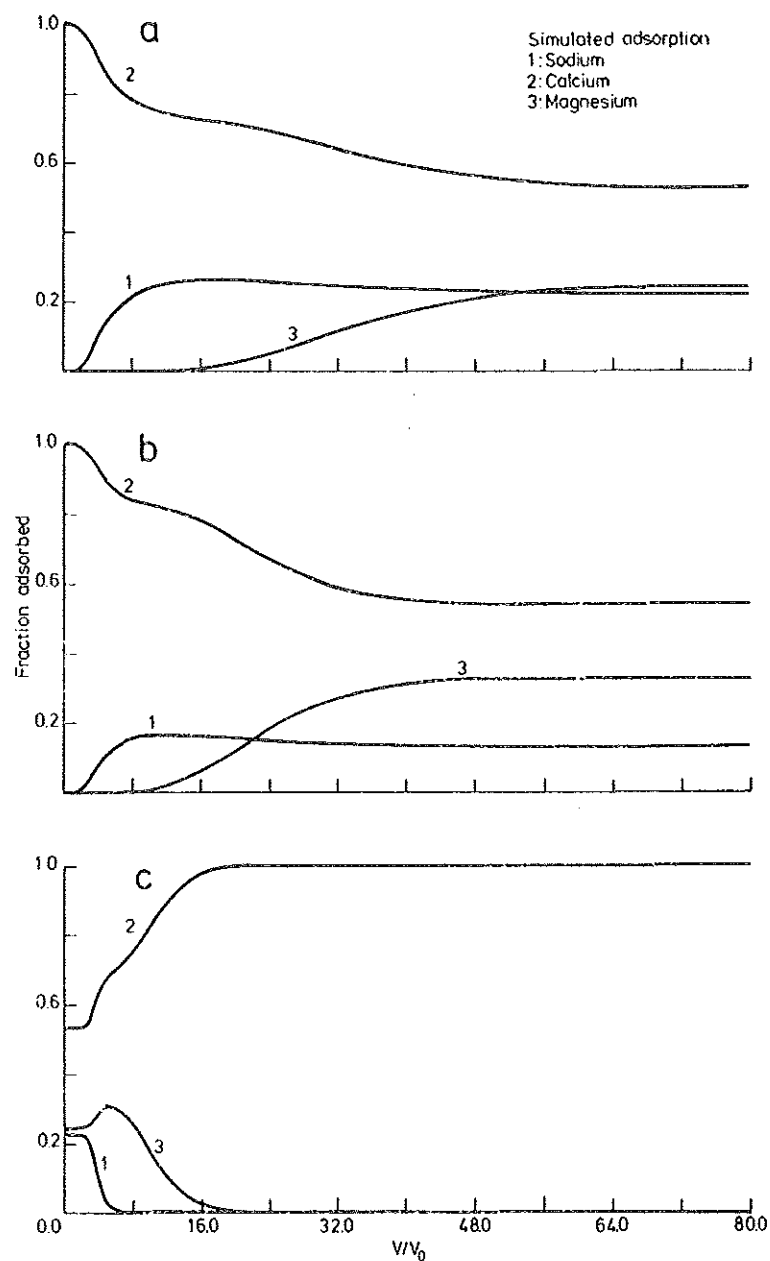 a
Simulated adsorption
1: Sodium
2: Calcium
3: Magnesium
1.0
0.6
0.2
2
1
3
b
1.0
0.6
0.2
2
3
1
Fraction adsorbed
c
1.0
0.6
0.2
2
1
3
0.0 16.0 32.0 48.0 64.0 80.0
V/V0